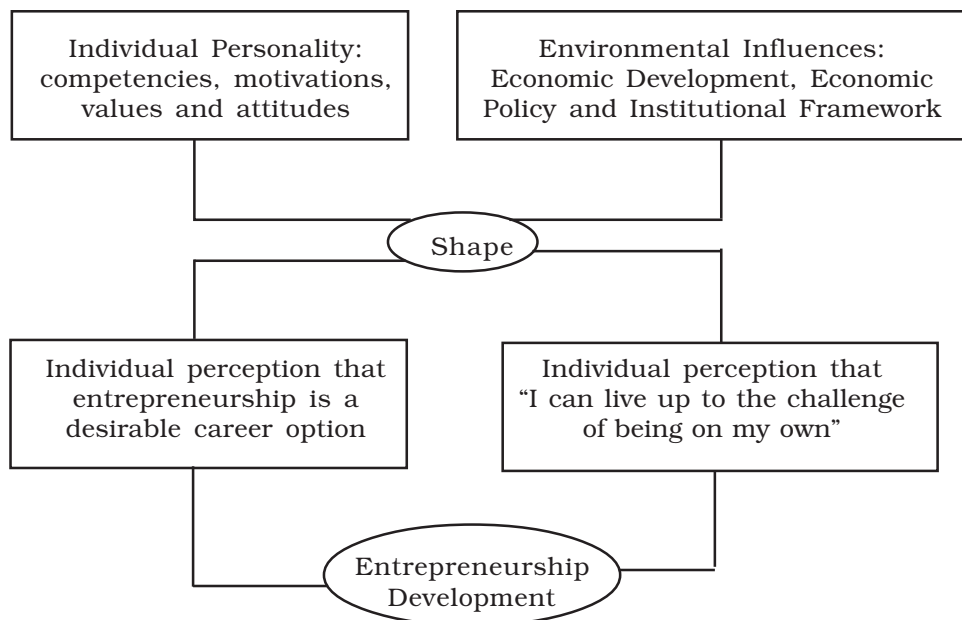 Individual Personality:
competencies, motivations,
values and attitudes
Environmental Influences:
Economic Development, Economic
Policy and Institutional Framework
Shape
Individual perception that
entrepreneurship is a
desirable career option
Individual perception that
“I can live up to the challenge
of being on my own”
Entrepreneurship
Development